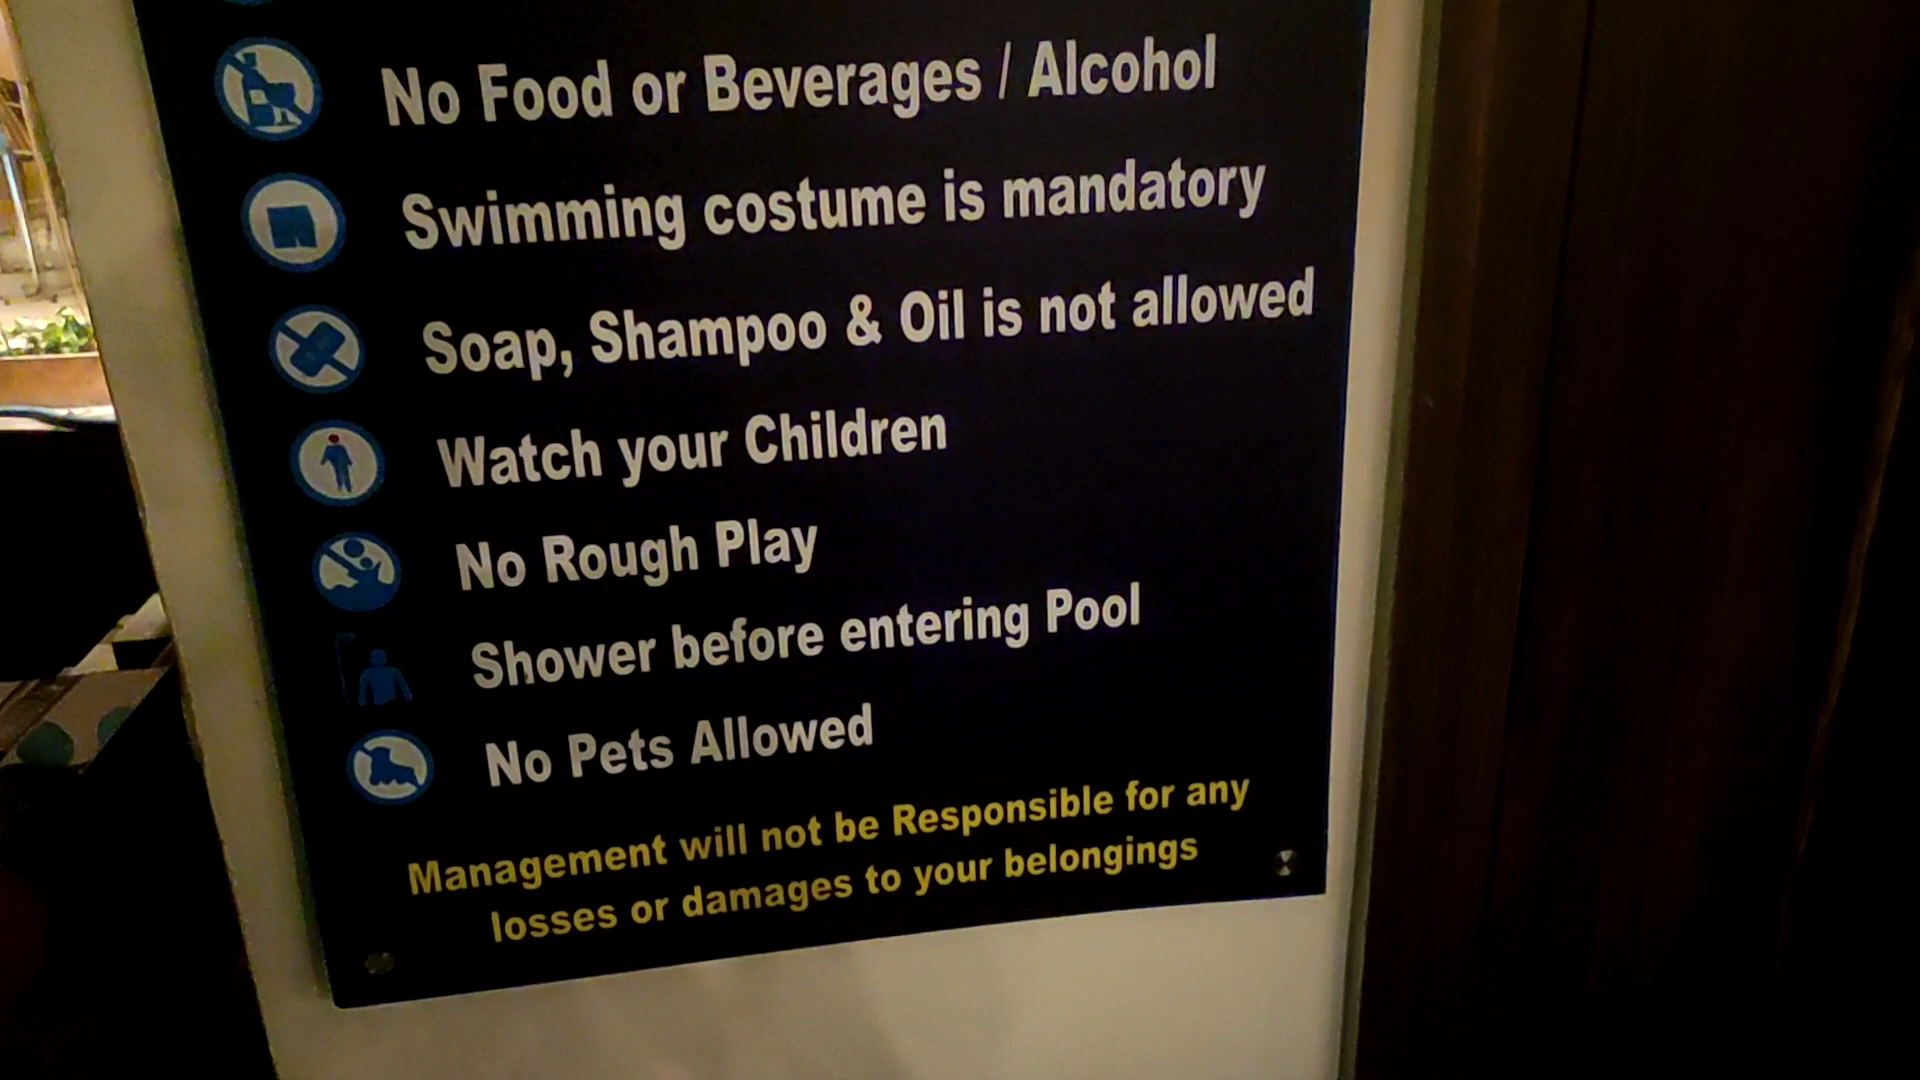 No Food or Beverages / Alcohol
Swimming costume is mandatory
Soap, Shampoo & Oil is not allowed
Watch your Children
No Rough Play
Shower before entering Pool
No Pets Allowed
Management will not be Responsible for any
losses or damages to your belongings